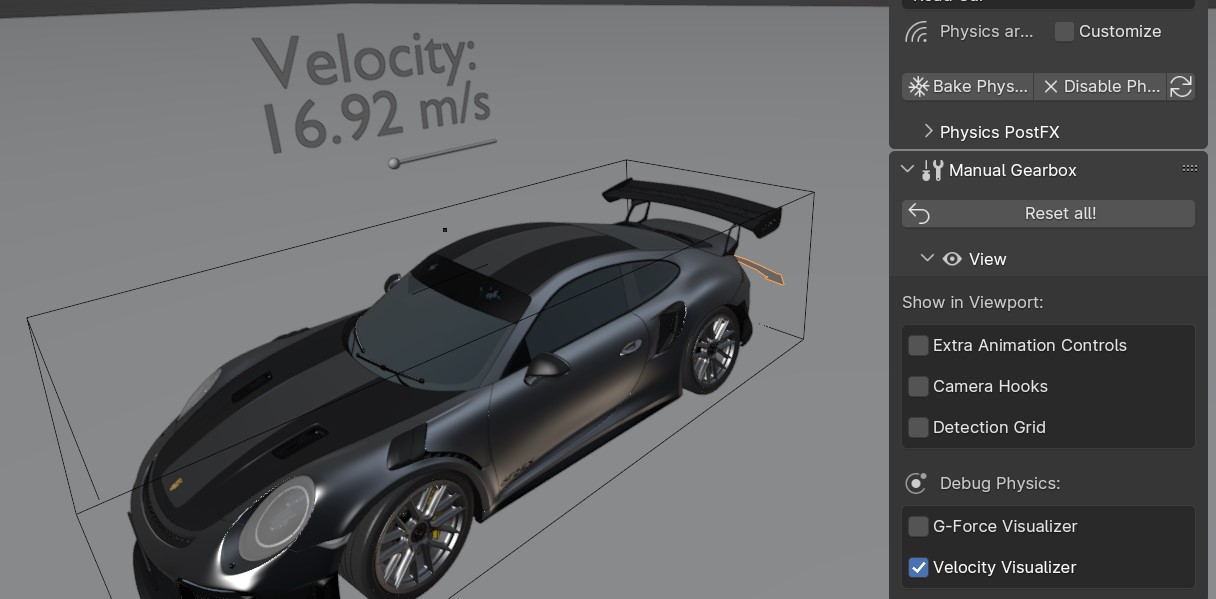 Velocity:
16.92 m/s
Physics ar...
Customize
Bake Phys...
Disable Ph...
Physics PostFX
Manual Gearbox
Reset all!
View
Show in Viewport:
Extra Animation Controls
Camera Hooks
Detection Grid
Debug Physics:
G-Force Visualizer
Velocity Visualizer